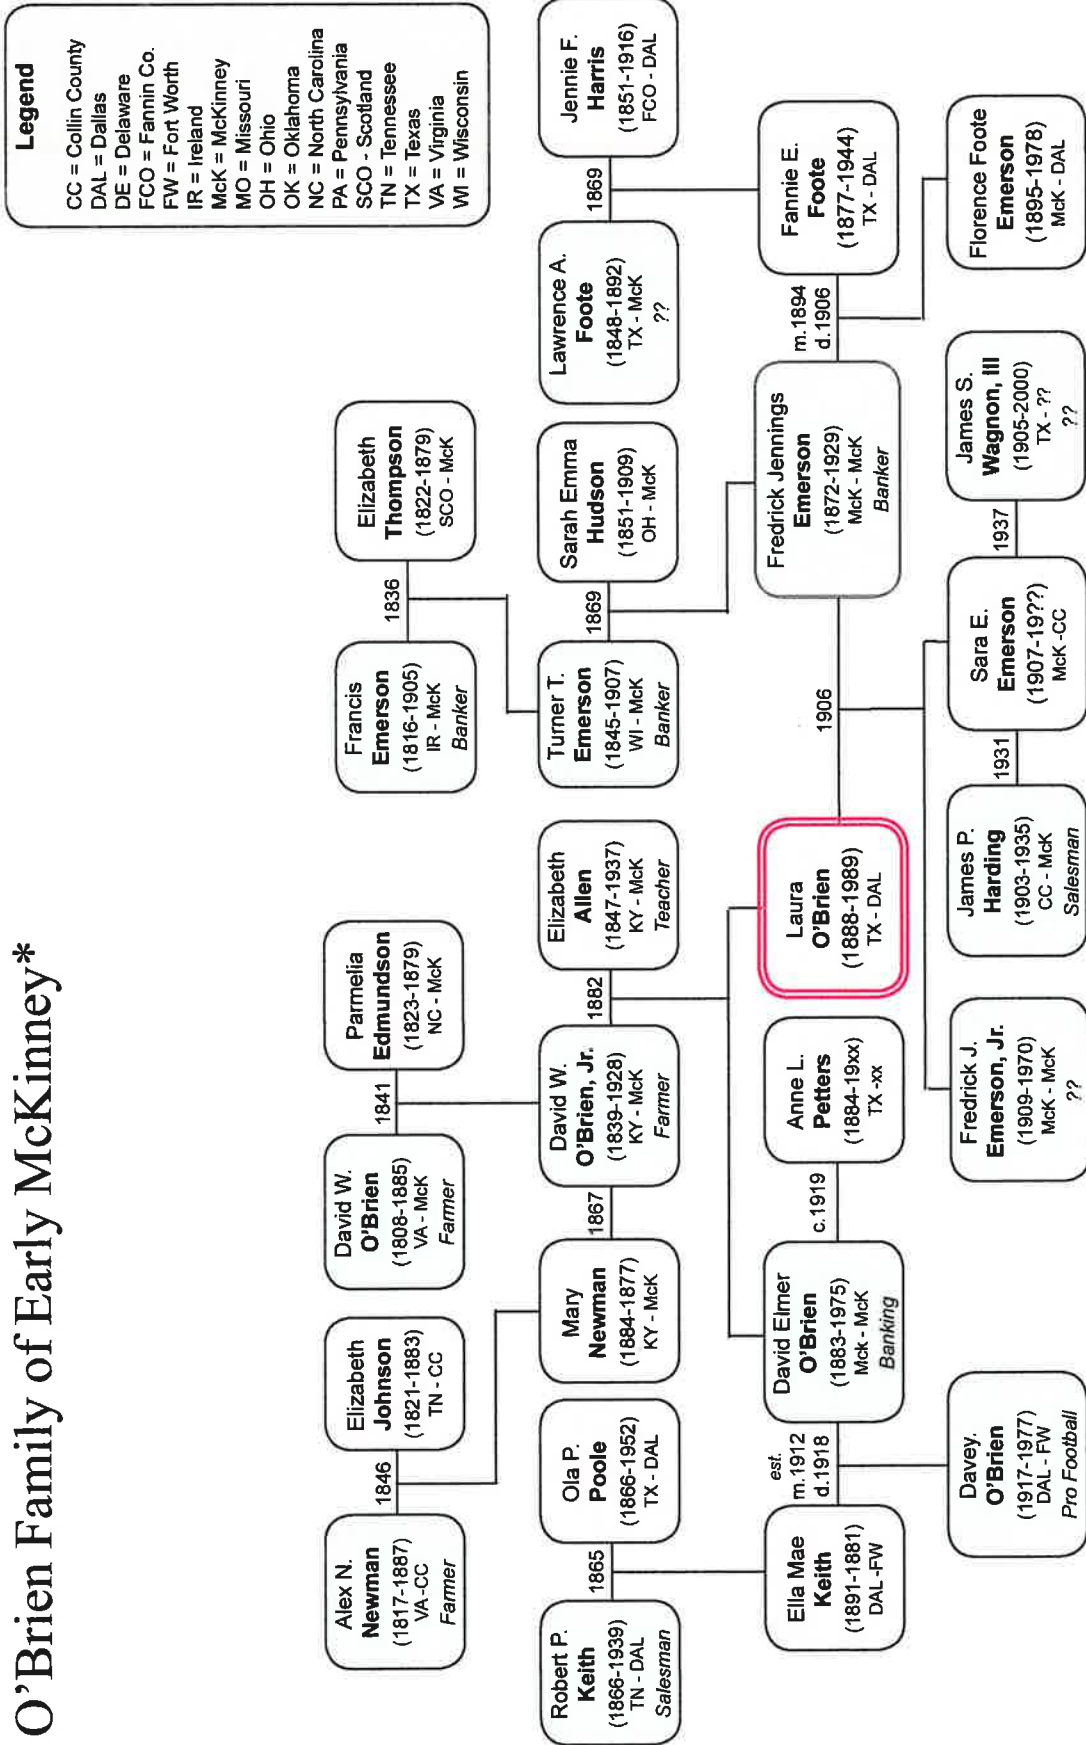 O'Brien Family of Early McKinney*
Legend
CC = Collin County
DAL = Dallas
DE = Delaware
FCO = Fannin Co.
FW = Fort Worth
IR = Ireland
McK = McKinney
MO = Missouri
OH = Ohio
OK = Oklahoma
NC = North Carolina
PA = Pennsylvania
SCO - Scotland
TN = Tennessee
TX = Texas
VA = Virginia
WI = Wisconsin
Alex N.
Newman
(1817-1887)
VA -CC
Farmer
1846
Elizabeth
Johnson
(1821-1883)
TN - CC
David W.
O'Brien
(1808-1885)
VA - McK
Farmer
1841
Parmelia
Edmundson
(1823-1879)
NC - McK
Francis
Emerson
(1816-1905)
IR - McK
Banker
1836
Elizabeth
Thompson
(1822-1879)
SCO - McK
Robert P.
Keith
(1866-1939)
TN - DAL
Salesman
1865
Ola P.
Poole
(1866-1952)
TX - DAL
Mary
Newman
(1884-1877)
KY - McK
1867
David W.
O'Brien, Jr.
(1839-1928)
KY - McK
Farmer
1882
Elizabeth
Allen
(1847-1937)
KY - McK
Teacher
Turner T.
Emerson
(1845-1907)
WI - McK
Banker
1869
Sarah Emma
Hudson
(1851-1909)
OH - McK
Lawrence A.
Foote
(1848-1892)
TX - McK
??
1869
Jennie F.
Harris
(1851-1916)
FCO - DAL
Ella Mae
Keith
(1891-1881)
DAL -FW
est.
m.1912
d.1918
David Elmer
O'Brien
(1883-1975)
Mck - McK
Banking
c.1919
Anne L.
Petters
(1884-19xx)
TX -xx
Laura
O'Brien
(1888-1989)
TX - DAL
1906
Fredrick Jennings
Emerson
(1872-1929)
McK - McK
Banker
m.1894
d.1906
Fannie E.
Foote
(1877-1944)
TX - DAL
Davey.
O'Brien
(1917-1977)
DAL - FW
Pro Football
Fredrick J.
Emerson, Jr.
(1909-1970)
McK - McK
??
James P.
Harding
(1903-1935)
CC - McK
Salesman
1931
Sara E.
Emerson
(1907-19??)
McK -CC
1937
James S.
Wagnon, III
(1905-2000)
TX - ??
??
Florence Foote
Emerson
(1895-1978)
McK - DAL